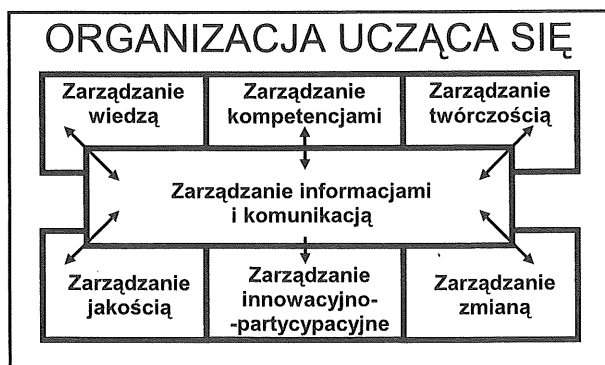 ORGANIZACJA UCZĄCA SIĘ
Zarządzanie
wiedzą
Zarządzanie
kompetencjami
Zarządzanie
twórczością
Zarządzanie informacjami
i komunikacją
Zarządzanie
jakością
Zarządzanie
innowacyjno-
-partycypacyjne
Zarządzanie
zmianą